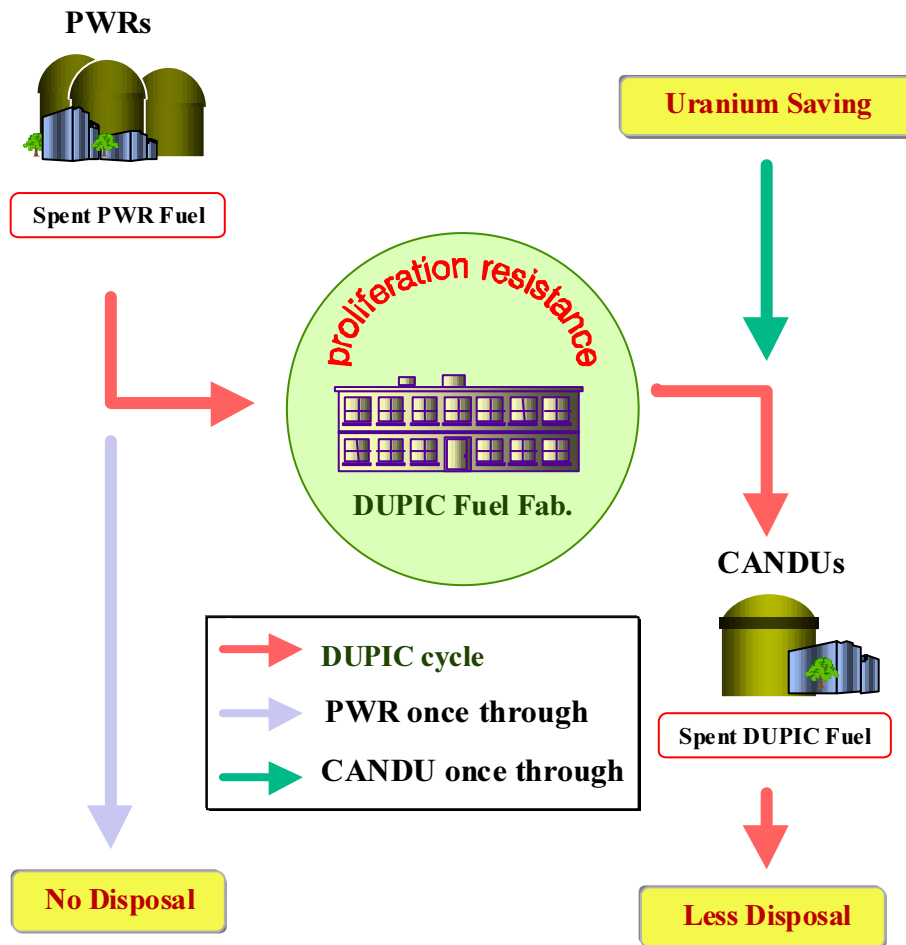 PWRs
Uranium Saving
Spent PWR Fuel
proliferation resistance
DUPIC Fuel Fab.
CANDUs
DUPIC cycle
PWR once through
CANDU once through
Spent DUPIC Fuel
No Disposal
Less Disposal